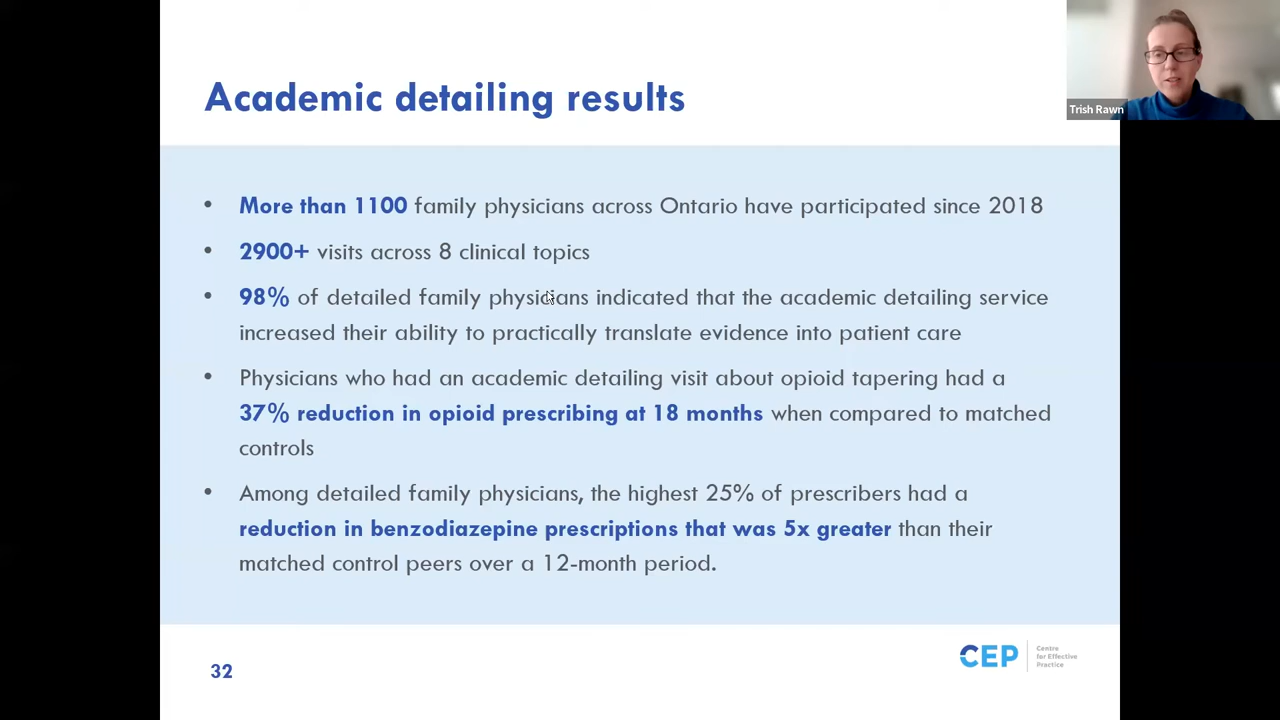 Academic detailing results
Trish Rawn
• More than 1100 family physicians across Ontario have participated since 2018
• 2900+ visits across 8 clinical topics
• 98% of detailed family physicians indicated that the academic detailing service
increased their ability to practically translate evidence into patient care
• Physicians who had an academic detailing visit about opioid tapering had a
37% reduction in opioid prescribing at 18 months when compared to matched
controls
• Among detailed family physicians, the highest 25% of prescribers had a
reduction in benzodiazepine prescriptions that was 5x greater than their
matched control peers over a 12-month period.
32
CEP
Centre
for Effective
Practice